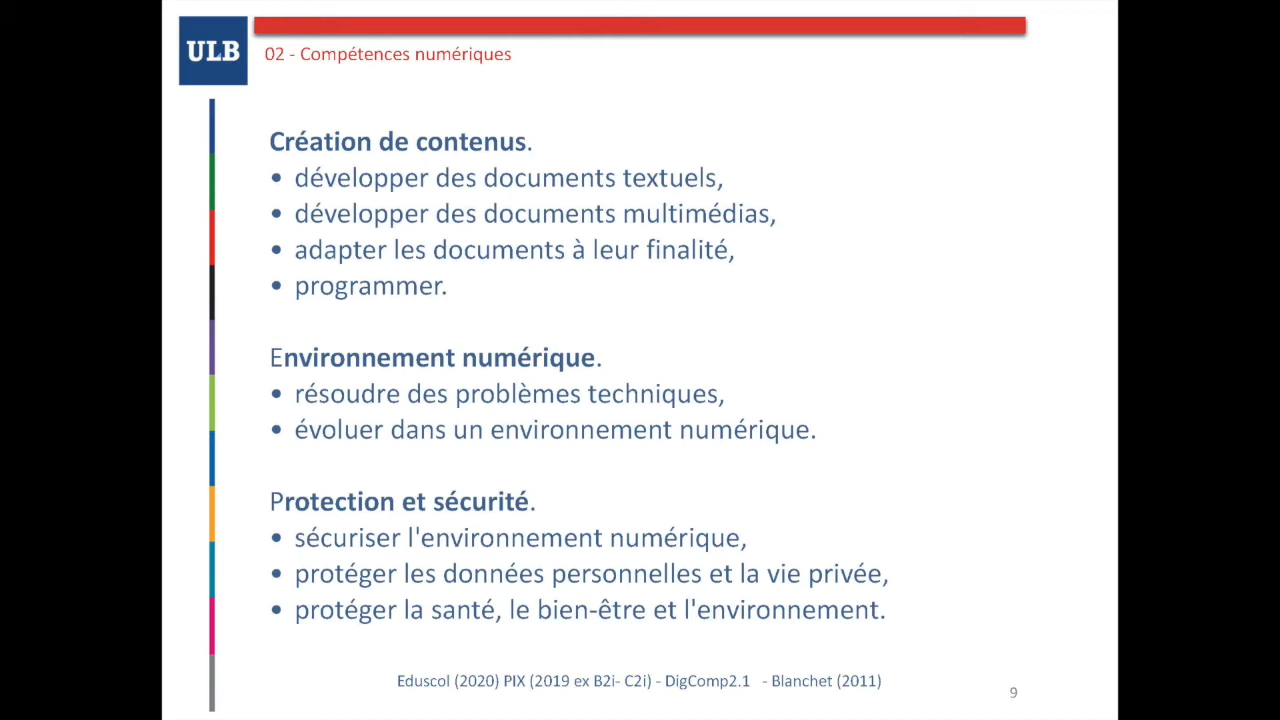 ULB
02 - Compétences numériques
Création de contenus.
• développer des documents textuels,
• développer des documents multimédias,
• adapter les documents à leur finalité,
• programmer.
Environnement numérique.
• résoudre des problèmes techniques,
• évoluer dans un environnement numérique.
Protection et sécurité.
• sécuriser l'environnement numérique,
• protéger les données personnelles et la vie privée,
• protéger la santé, le bien-être et l'environnement.
Eduscol (2020) PIX (2019 ex B2i- C2i) - DigComp2.1 - Blanchet (2011)
9